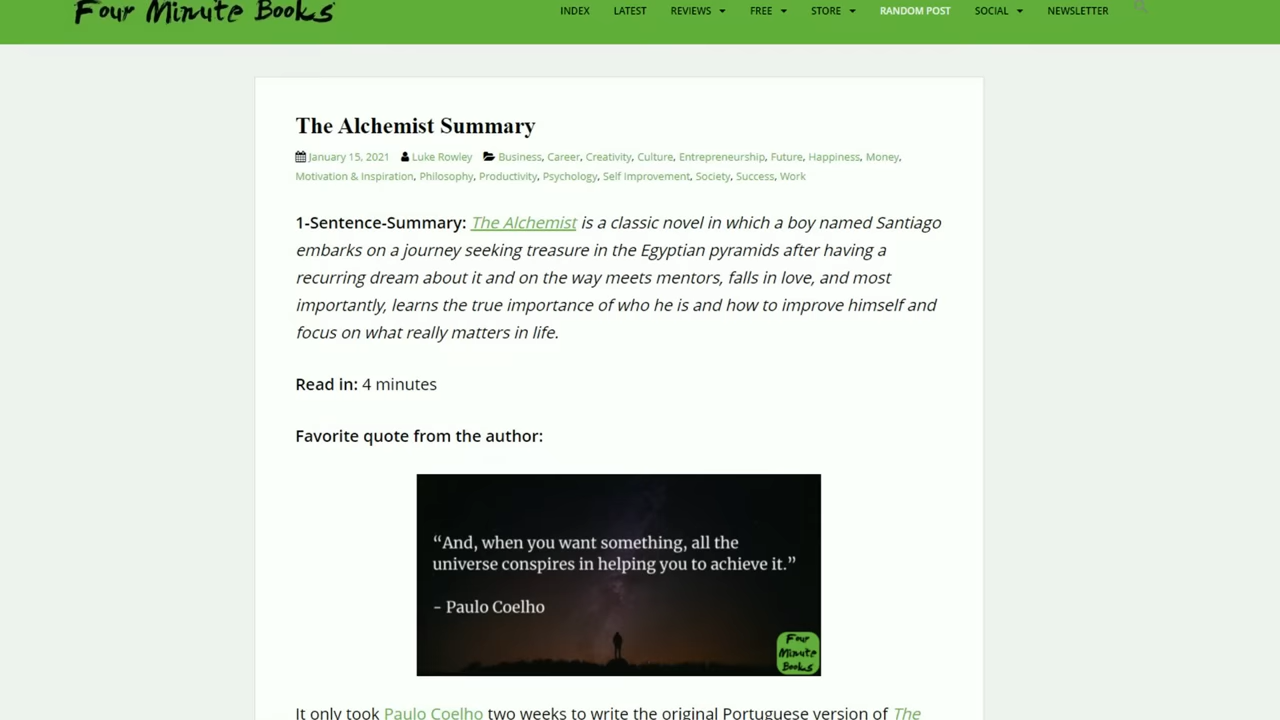 Four Minute Books
INDEX LATEST REVIEWS FREE STORE RANDOM POST SOCIAL NEWSLETTER
The Alchemist Summary
January 15, 2021 Luke Rowley Business, Career, Creativity, Culture, Entrepreneurship, Future, Happiness, Money,
Motivation & Inspiration, Philosophy, Productivity, Psychology, Self Improvement, Society, Success, Work
1-Sentence-Summary: The Alchemist is a classic novel in which a boy named Santiago
embarks on a journey seeking treasure in the Egyptian pyramids after having a
recurring dream about it and on the way meets mentors, falls in love, and most
importantly, learns the true importance of who he is and how to improve himself and
focus on what really matters in life.
Read in: 4 minutes
Favorite quote from the author:
“And, when you want something, all the
universe conspires in helping you to achieve it.”
- Paulo Coelho
Four
Minute
Books
It only took Paulo Coelho two weeks to write the original Portuguese version of The